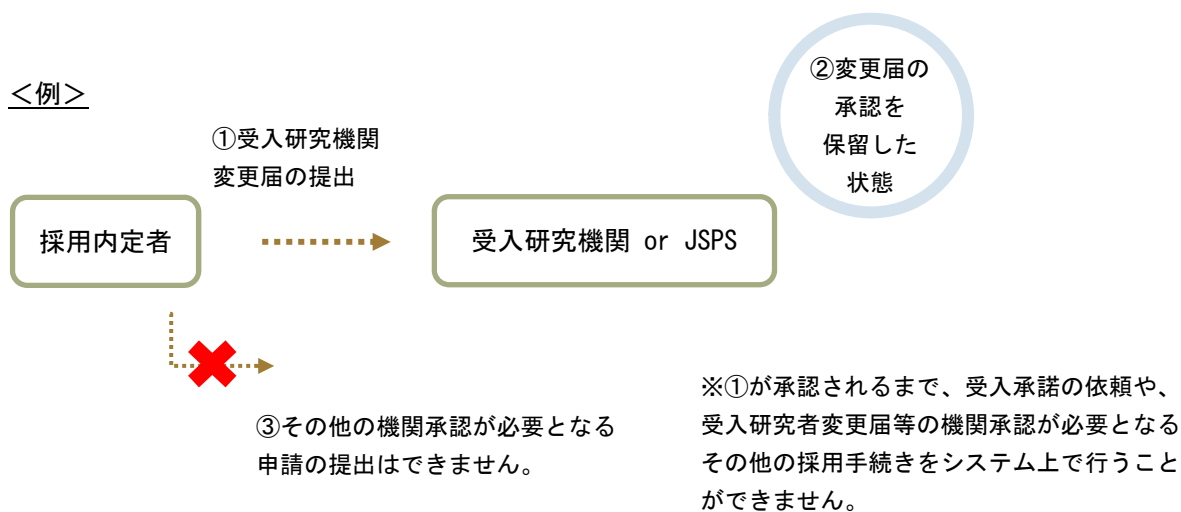 ＜例＞
①受入研究機関
変更届の提出
②変更届の
承認を
保留した
状態
採用内定者
受入研究機関 or JSPS
③その他の機関承認が必要となる
申請の提出はできません。
※①が承認されるまで、受入承諾の依頼や、
受入研究者変更届等の機関承認が必要となる
その他の採用手続きをシステム上で行うこと
ができません。